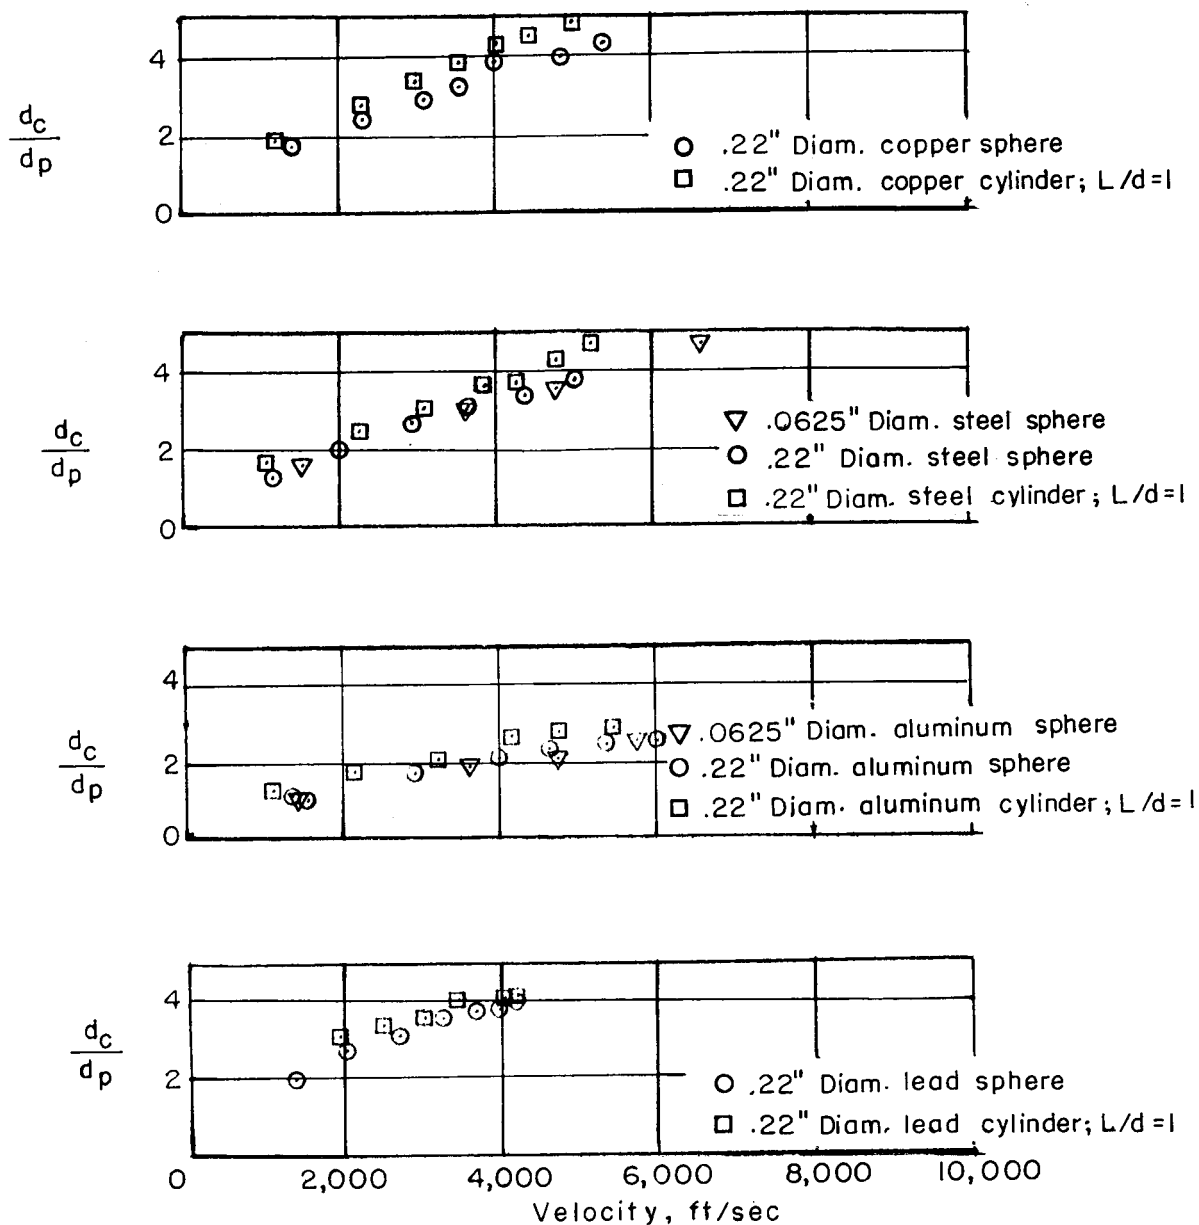 4
d_c
d_p
2
0
.22" Diam. copper sphere
.22" Diam. copper cylinder; L/d=1
4
d_c
d_p
2
0
.0625" Diam. steel sphere
.22" Diam. steel sphere
.22" Diam. steel cylinder; L/d=1
4
d_c
d_p
2
0
.0625" Diam. aluminum sphere
.22" Diam. aluminum sphere
.22" Diam. aluminum cylinder; L/d=1
4
d_c
d_p
2
.22" Diam. lead sphere
.22" Diam. lead cylinder; L/d=1
0 2,000 4,000 6,000 8,000 10,000
Velocity, ft/sec